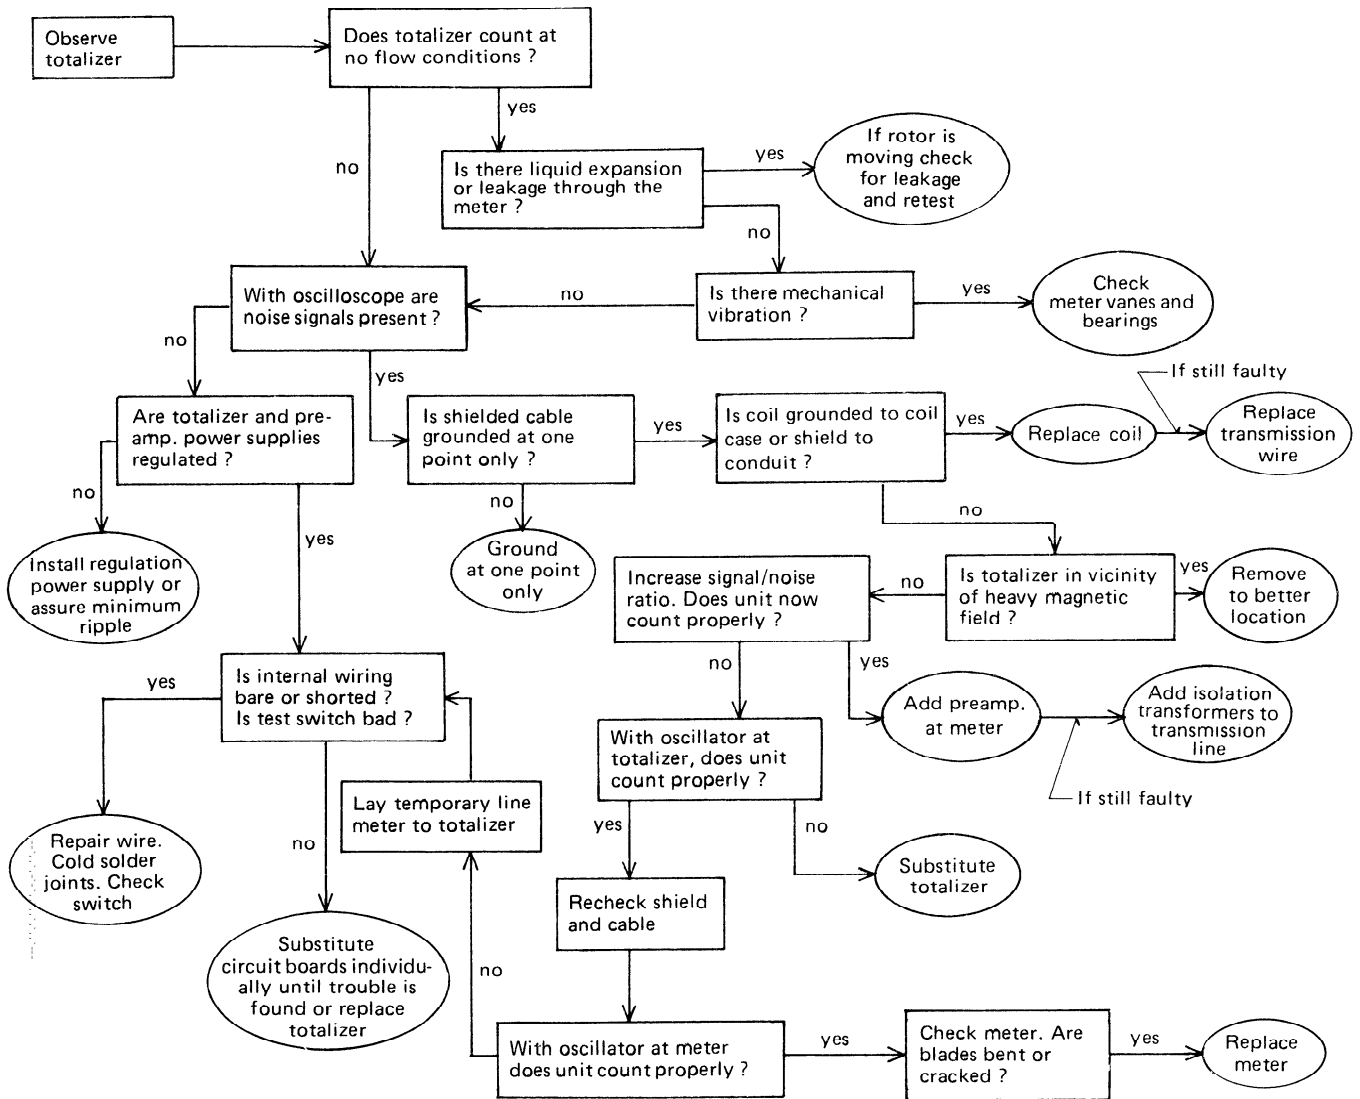 Observe
totalizer
Does totalizer count at
no flow conditions ?
yes
no
Is there liquid expansion
or leakage through the
meter ?
yes
If rotor is
moving check
for leakage
and retest
no
With oscilloscope are
noise signals present ?
no
Is there mechanical
vibration ?
yes
Check
meter vanes and
bearings
no
yes
If still faulty
Are totalizer and pre-
amp. power supplies
regulated ?
Is shielded cable
grounded at one
point only ?
yes
Is coil grounded to coil
case or shield to
conduit ?
yes
Replace coil
Replace
transmission
wire
no
yes
no
no
Install regulation
power supply or
assure minimum
ripple
Ground
at one point
only
Increase signal/noise
ratio. Does unit now
count properly ?
no
Is totalizer in vicinity
of heavy magnetic
field ?
yes
Remove
to better
location
yes
Is internal wiring
bare or shorted ?
Is test switch bad ?
no
yes
Add preamp.
at meter
Add isolation
transformers to
transmission
line
If still faulty
With oscillator at
totalizer, does unit
count properly ?
Lay temporary line
meter to totalizer
yes
no
Repair wire.
Cold solder
joints. Check
switch
no
Substitute
totalizer
Recheck shield
and cable
Substitute
circuit boards individu-
ally until trouble is
found or replace
totalizer
no
With oscillator at meter
does unit count properly ?
yes
Check meter. Are
blades bent or
cracked ?
yes
Replace
meter